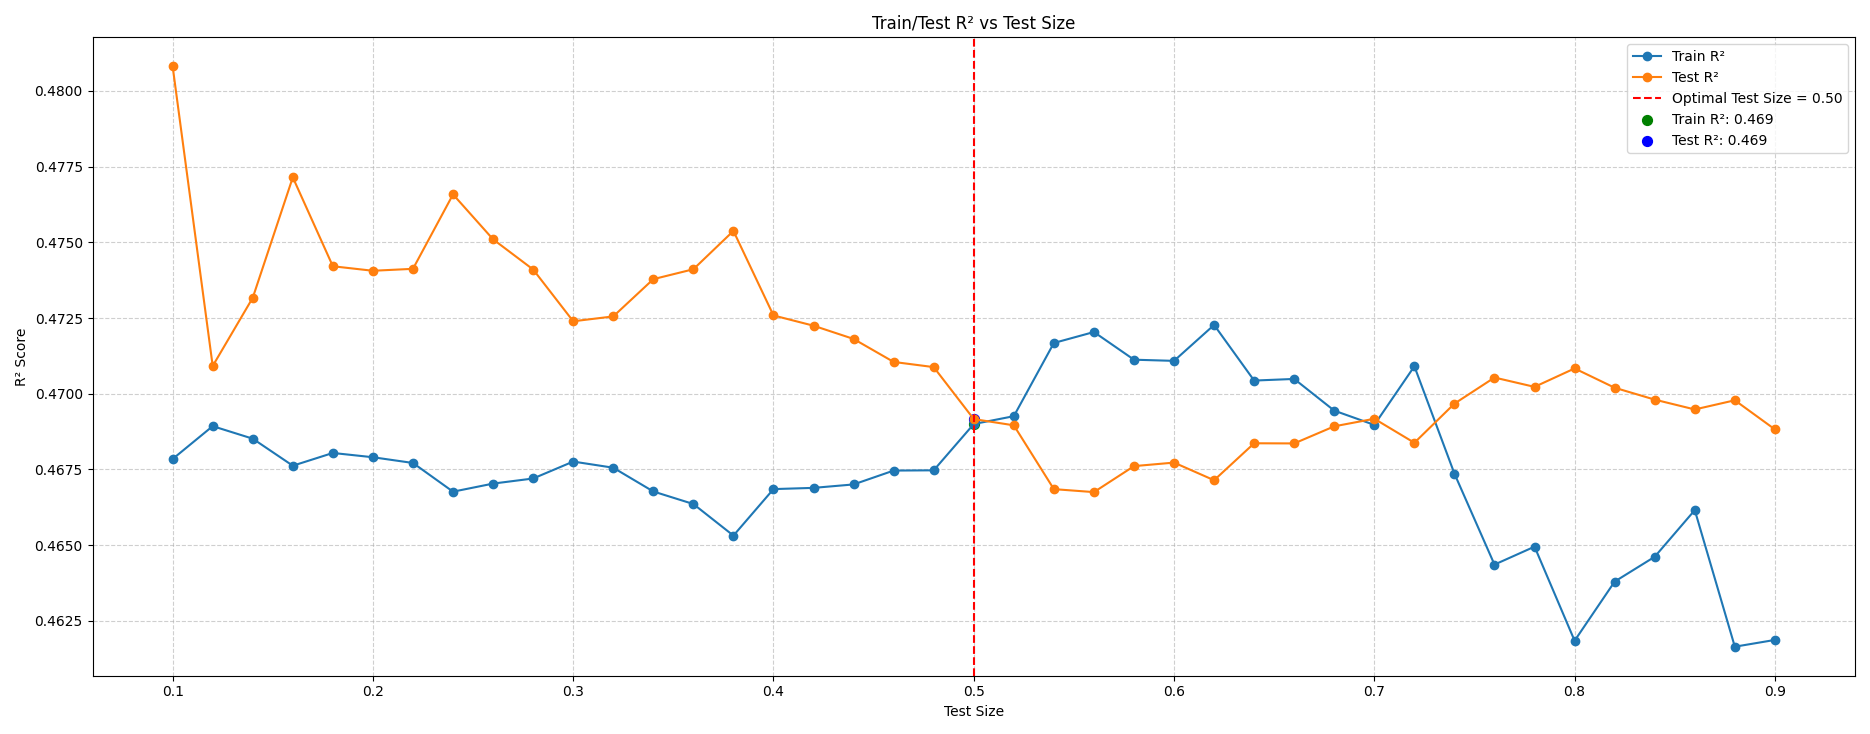 Train/Test R² vs Test Size
Train R²
Test R²
Optimal Test Size = 0.50
Train R²: 0.469
Test R²: 0.469
R² Score
0.4800
0.4775
0.4750
0.4725
0.4700
0.4675
0.4650
0.4625
0.1 0.2 0.3 0.4 0.5 0.6 0.7 0.8 0.9
Test Size